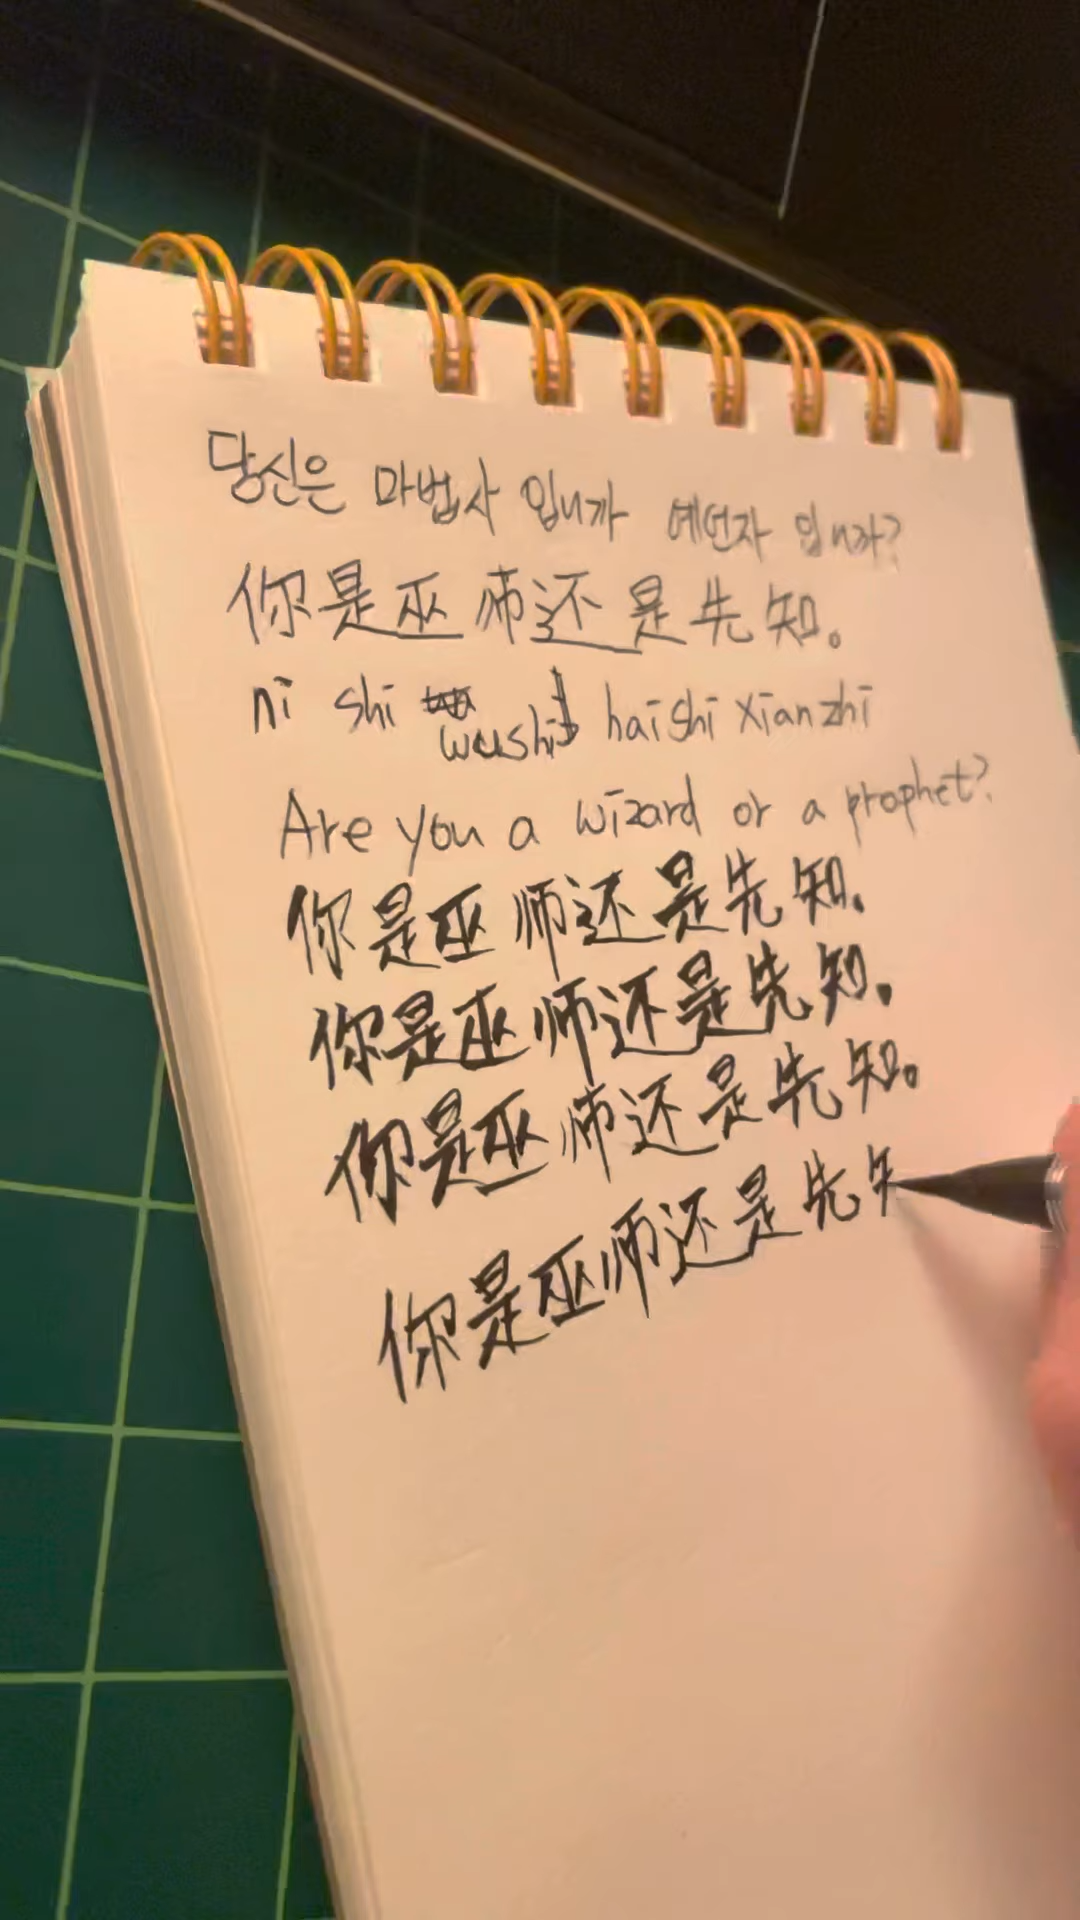 당신은 마법사 입니까 예언자 입니까?
你是巫师还是先知。
ni shi wushi haishi xianzhi
Are you a wizard or a prophet?
你是巫师还是先知.
你是巫师还是先知.
你是巫师还是先知。
你是巫师还是先矢